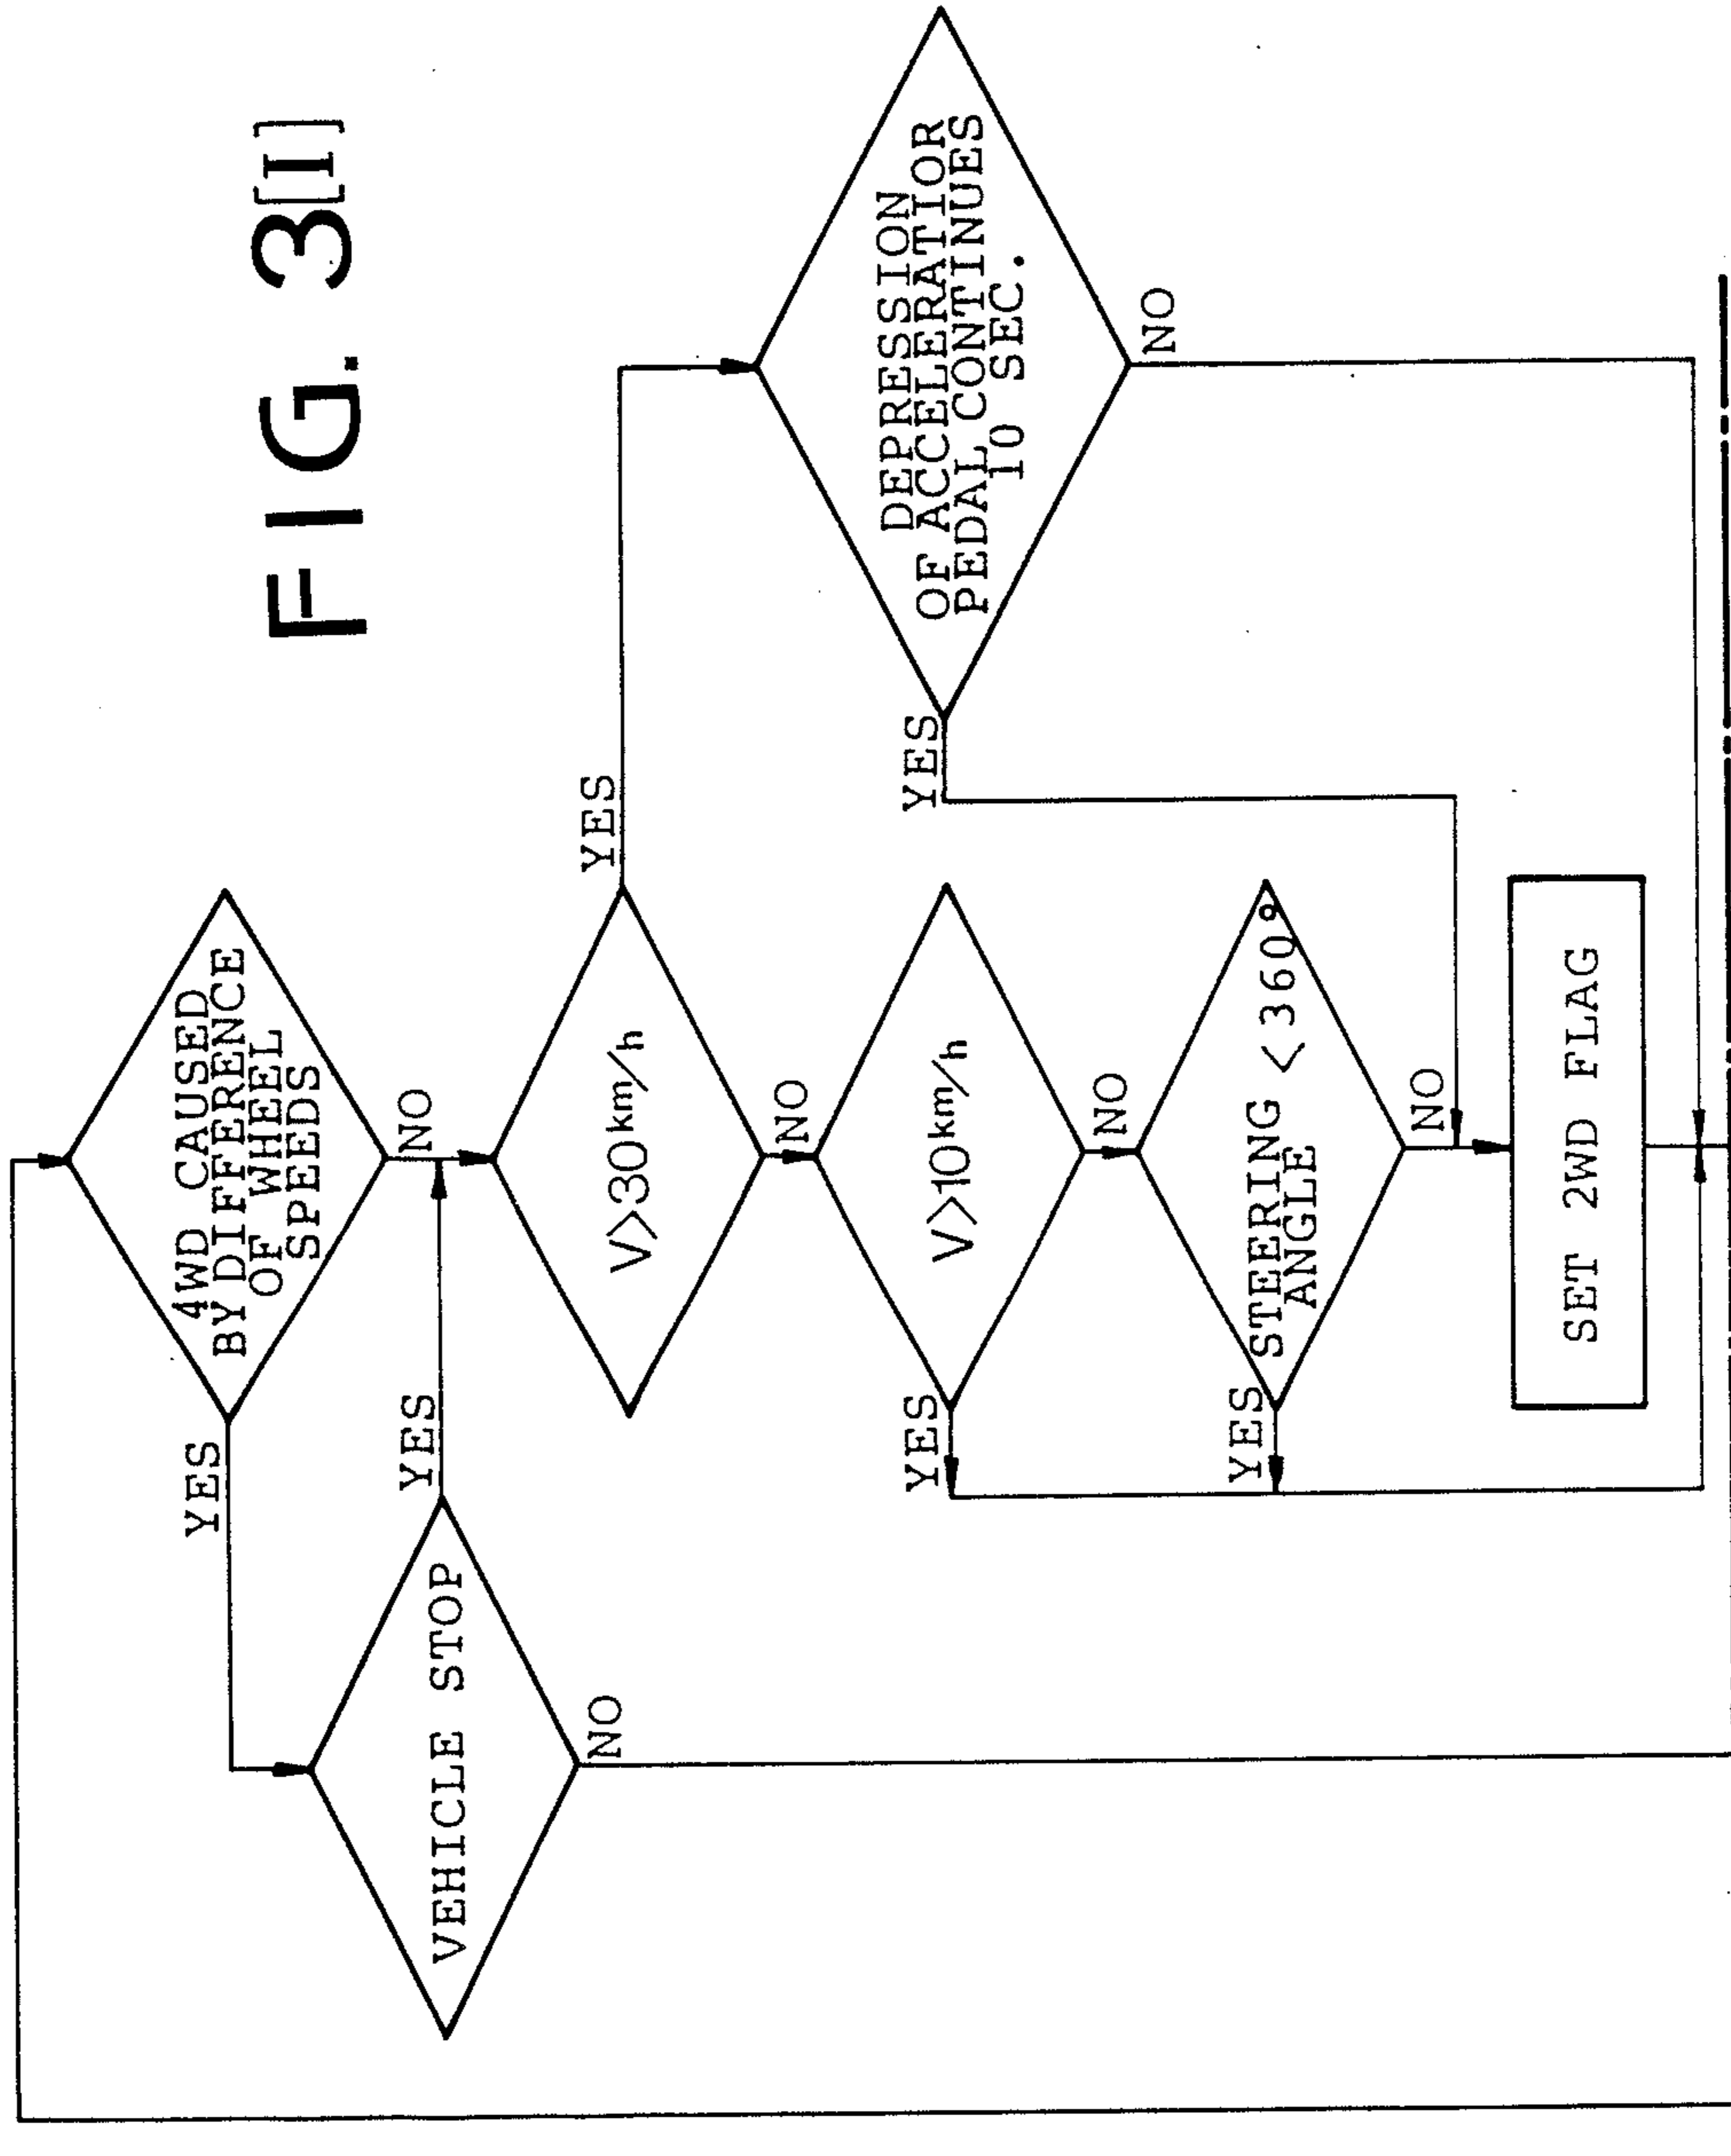 FIG. 3[I]
4WD CAUSED
BY DIFFERENCE
OF WHEEL
SPEEDS
YES
NO
VEHICLE STOP
YES
NO
V>30km/h
YES
NO
DEPRESSION
OF ACCELERATIOR
PEDAL CONTINUES
10 SEC.
YES
NO
V>10km/h
YES
NO
STEERING <360°
ANGLE
YES
NO
SET 2WD FLAG